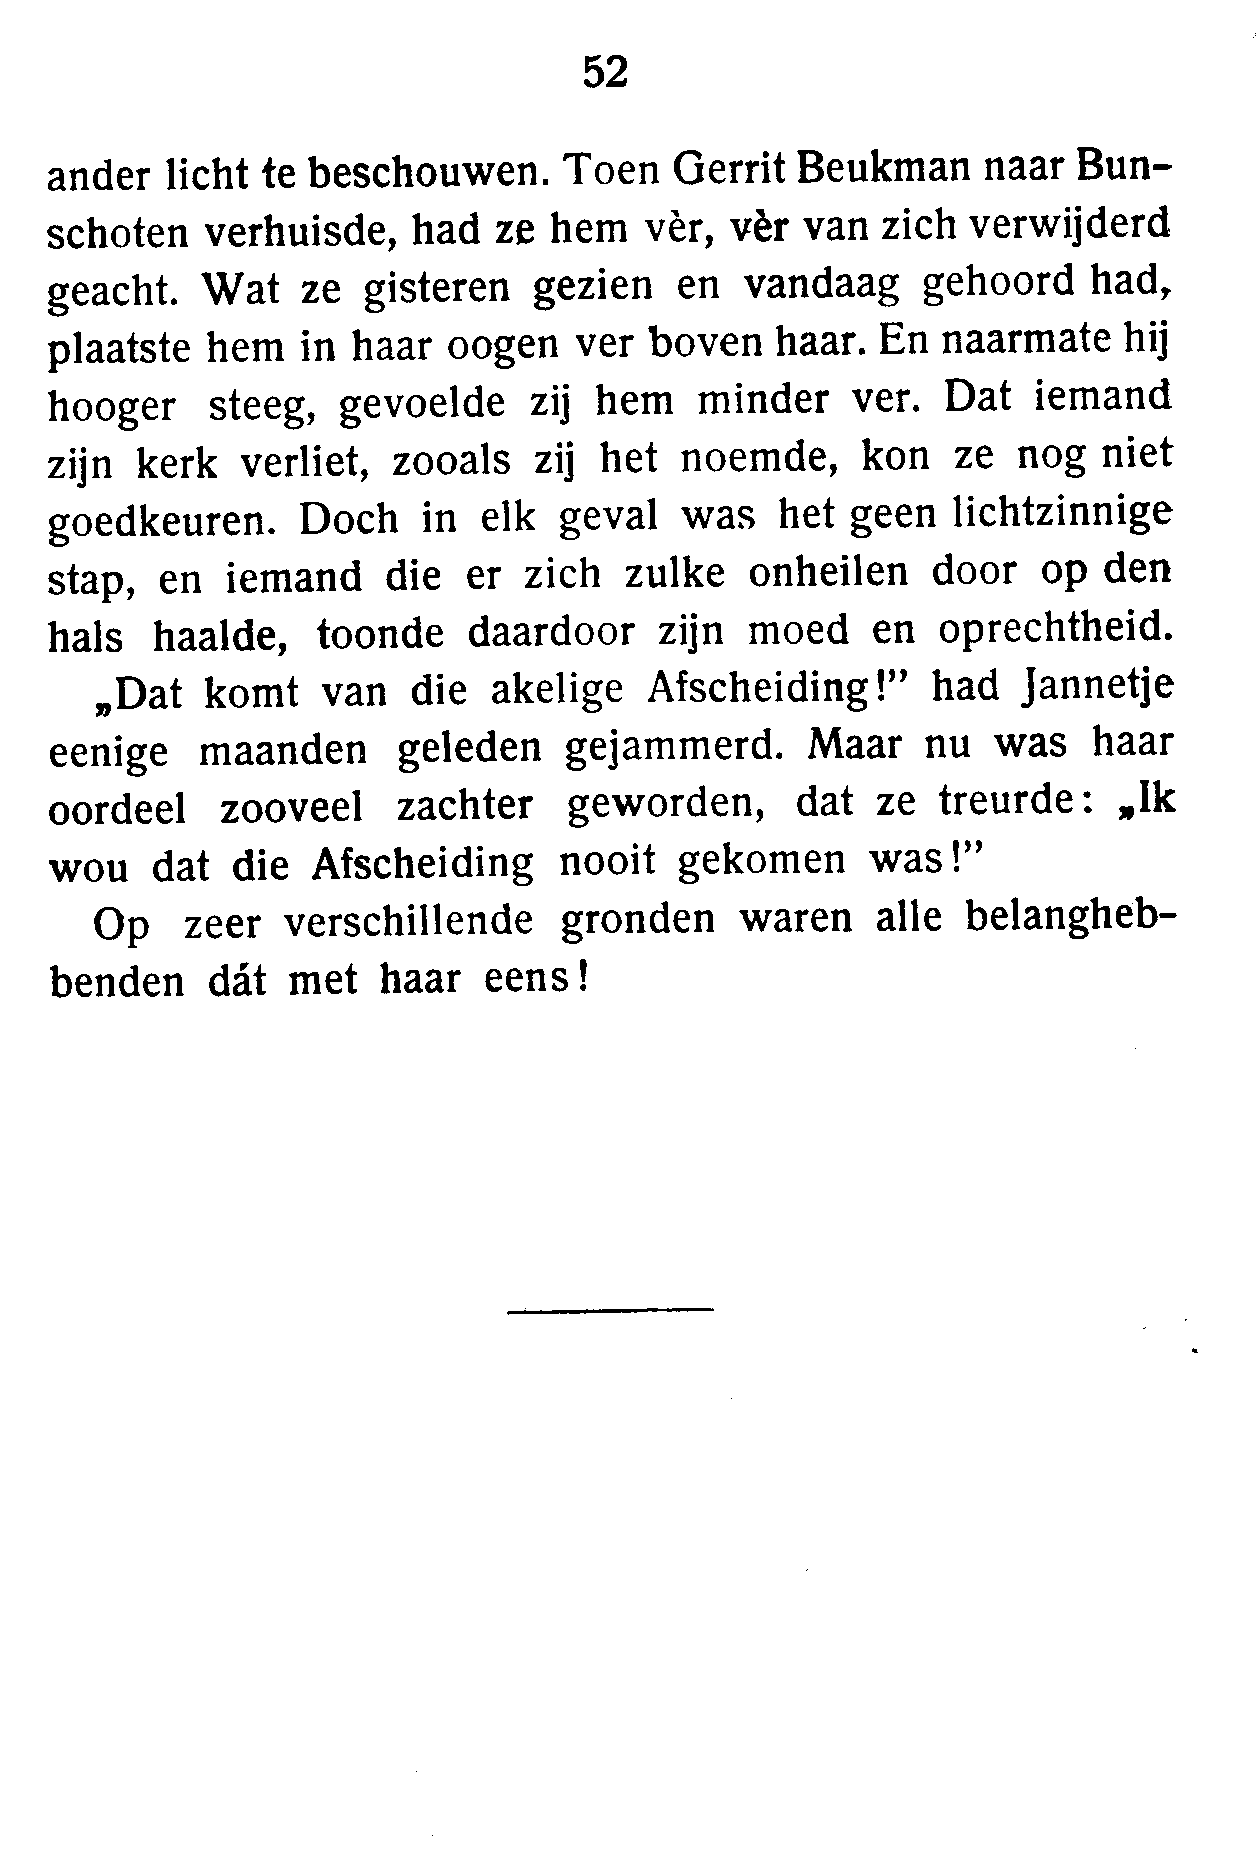 52
ander licht te beschouwen. Toen Gerrit Beukman naar Bun-
schoten verhuisde, had ze hem vèr, vèr van zich verwijderd
geacht. Wat ze gisteren gezien en vandaag gehoord had,
plaatste hem in haar oogen ver boven haar. En naarmate hij
hooger steeg, gevoelde zij hem minder ver. Dat iemand
zijn kerk verliet, zooals zij het noemde, kon ze nog niet
goedkeuren. Doch in elk geval was het geen lichtzinnige
stap, en iemand die er zich zulke onheilen door op den
hals haalde, toonde daardoor zijn moed en oprechtheid.
„Dat komt van die akelige Afscheiding!” had Jannetje
eenige maanden geleden gejammerd. Maar nu was haar
oordeel zooveel zachter geworden, dat ze treurde: „Ik
wou dat die Afscheiding nooit gekomen was!”
Op zeer verschillende gronden waren alle belangheb-
benden dát met haar eens!